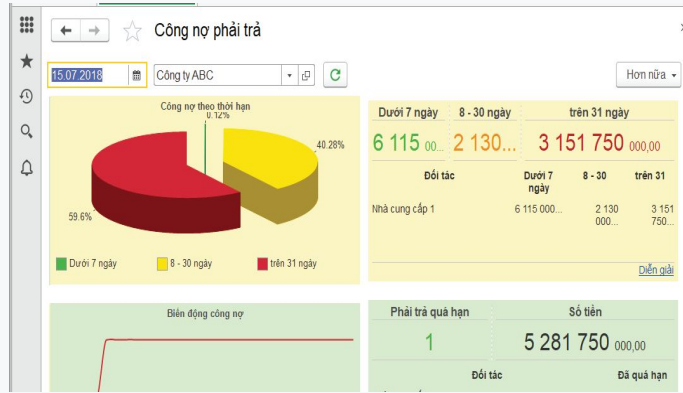 Công nợ phải trả
15.07.2018
Công ty ABC
Hơn nữa
Công nợ theo thời hạn
0.12%
40.28%
59.6%
Dưới 7 ngày 8 - 30 ngày trên 31 ngày
Dưới 7 ngày 8 - 30 ngày trên 31 ngày
6 115 00... 2 130... 3 151 750 000,00
Đối tác Dưới 7 ngày 8 - 30 trên 31
Nhà cung cấp 1 6 115 000... 2 130 000... 3 151 750...
Diễn giải
Biến động công nợ
Phải trả quá hạn Số tiền
1 5 281 750 000,00
Đối tác Đã quá hạn